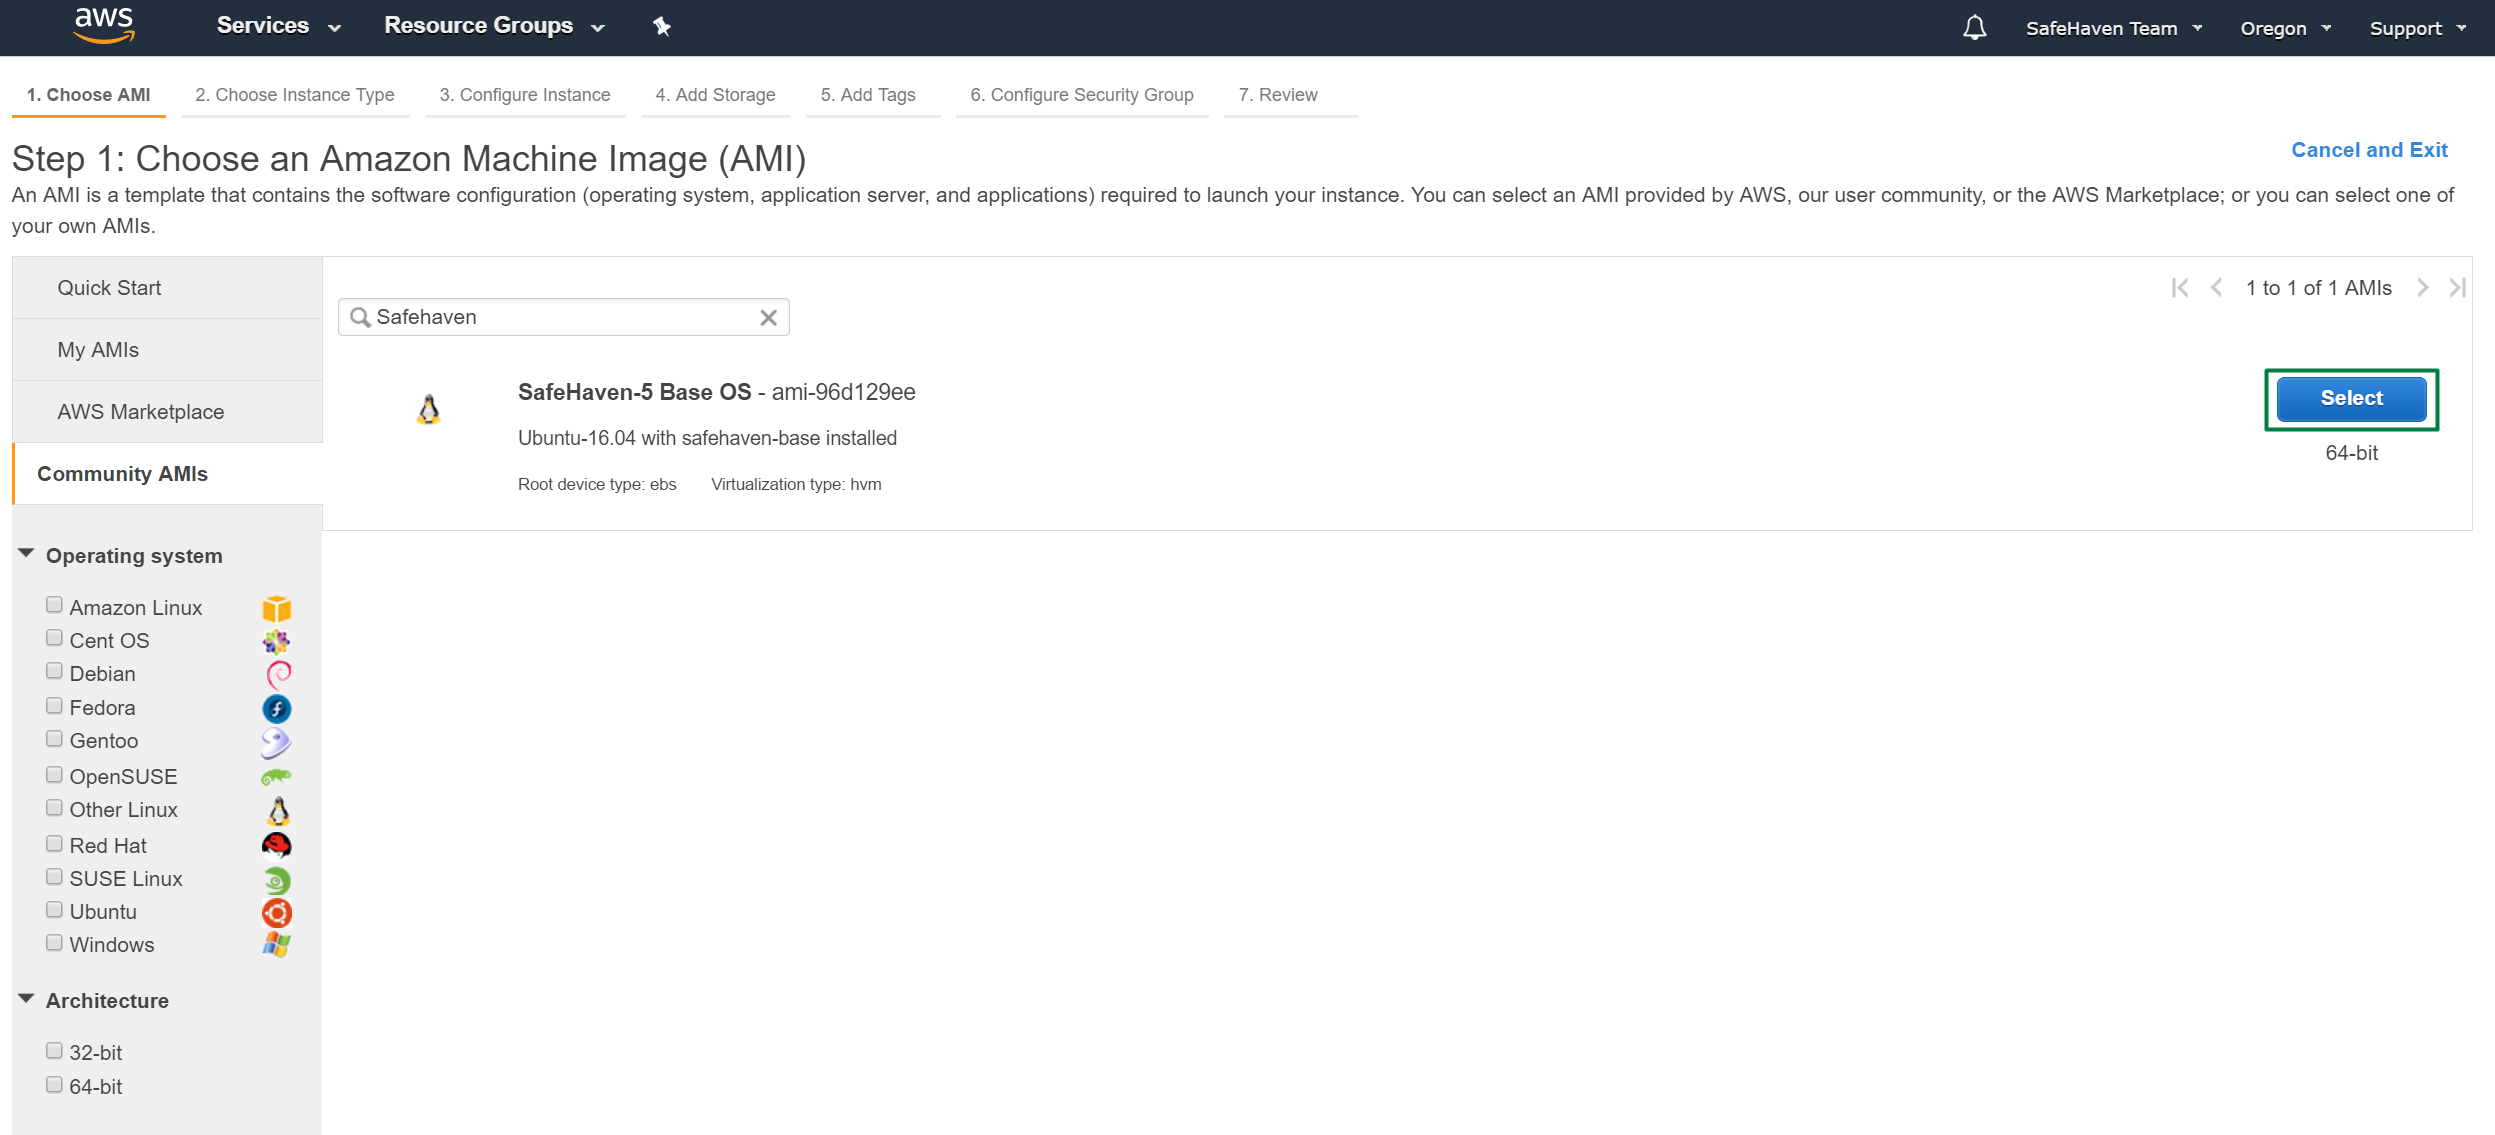 aws
Services
Resource Groups
SafeHaven Team
Oregon
Support
1. Choose AMI
2. Choose Instance Type
3. Configure Instance
4. Add Storage
5. Add Tags
6. Configure Security Group
7. Review
Step 1: Choose an Amazon Machine Image (AMI)
Cancel and Exit
An AMI is a template that contains the software configuration (operating system, application server, and applications) required to launch your instance. You can select an AMI provided by AWS, our user community, or the AWS Marketplace; or you can select one of
your own AMIs.
Quick Start
My AMIs
AWS Marketplace
Community AMIs
Operating system
Amazon Linux
Cent OS
Debian
Fedora
Gentoo
OpenSUSE
Other Linux
Red Hat
SUSE Linux
Ubuntu
Windows
Architecture
32-bit
64-bit
Safehaven
1 to 1 of 1 AMIs
SafeHaven-5 Base OS - ami-96d129ee
Ubuntu-16.04 with safehaven-base installed
Root device type: ebs Virtualization type: hvm
Select
64-bit